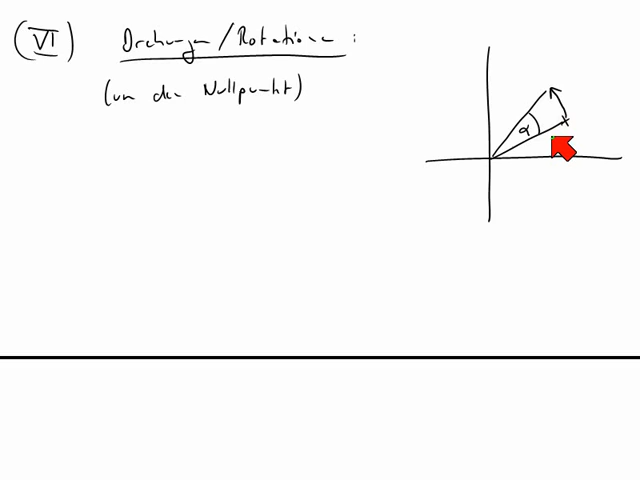 (VI) Drehungen/Rotationen:
(um den Nullpunkt)
α